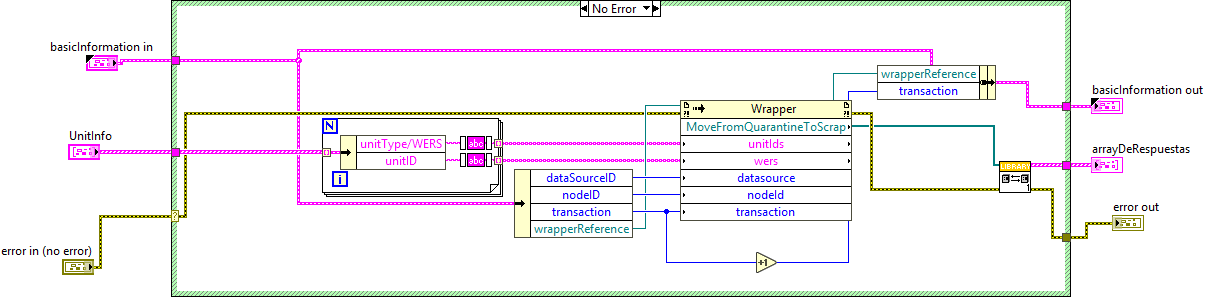 No Error
basicInformation in
wrapperReference
transaction
basicInformation out
Wrapper
MoveFromQuarantineToScrap
UnitInfo
N
unitType/WERS
abc
unitIds
arrayDeRespuestas
unitID
abc
wers
i
dataSourceID
datasource
1
nodeID
nodeId
transaction
transaction
error out
?
wrapperReference
error in (no error)
+1